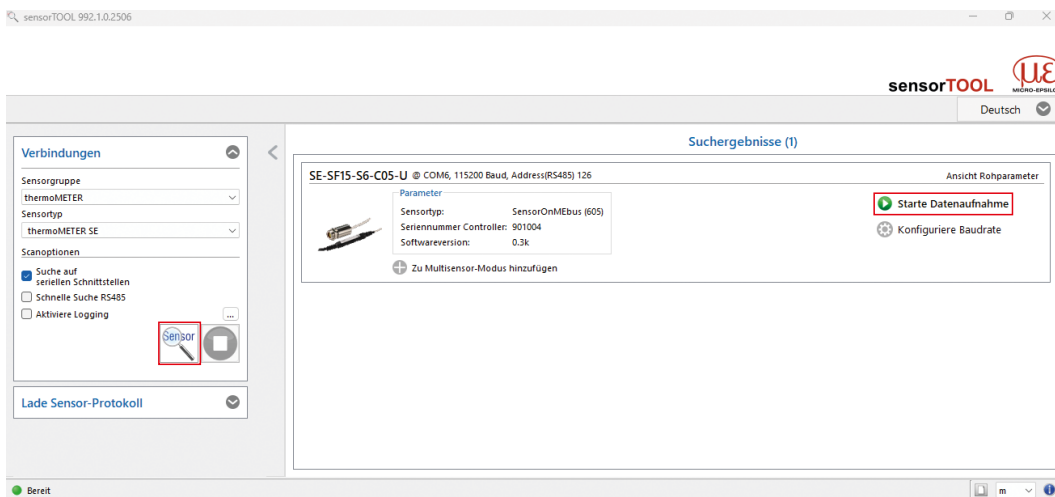 sensorTOOL 992.1.0.2506
sensorTOOL
με
MICRO-EPSILO
Deutsch
Verbindungen
Sensorgruppe
thermoMETER
Sensortyp
thermoMETER SE
Scanoptionen
Suche auf
seriellen Schnittstellen
Schnelle Suche RS485
Aktiviere Logging
...
Sensor
Lade Sensor-Protokoll
Suchergebnisse (1)
SE-SF15-S6-C05-U @ COM6, 115200 Baud, Address(RS485) 126
Ansicht Rohparameter
Parameter
Sensortyp: SensorOnMEbus (605)
Seriennummer Controller: 901004
Softwareversion: 0.3k
Zu Multisensor-Modus hinzufügen
Starte Datenaufnahme
Konfiguriere Baudrate
Bereit
m